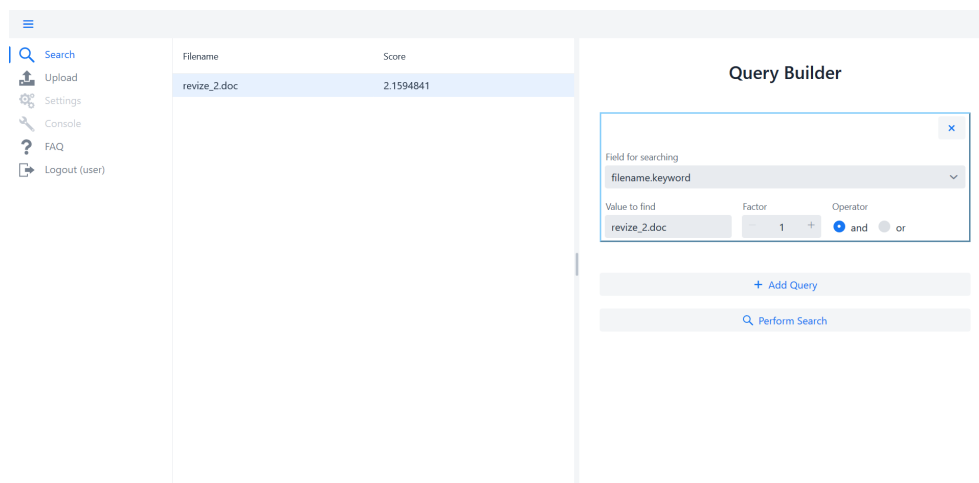 Search
Upload
Settings
Console
FAQ
Logout (user)
Filename Score
revize_2.doc 2.1594841
Query Builder
Field for searching
filename.keyword
Value to find Factor Operator
revize_2.doc 1 and or
Add Query
Perform Search